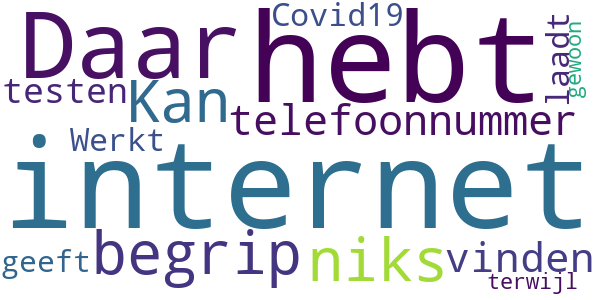 Covid19
Daar hebt
laadt
gewoon
testen Kan
telefoonnummer
Werkt
internet
begrip niks vinden
geeft
terwijl